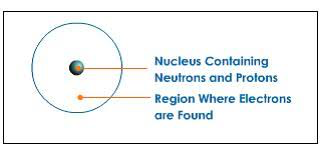 Nucleus Containing
Neutrons and Protons
Region Where Electrons
are Found